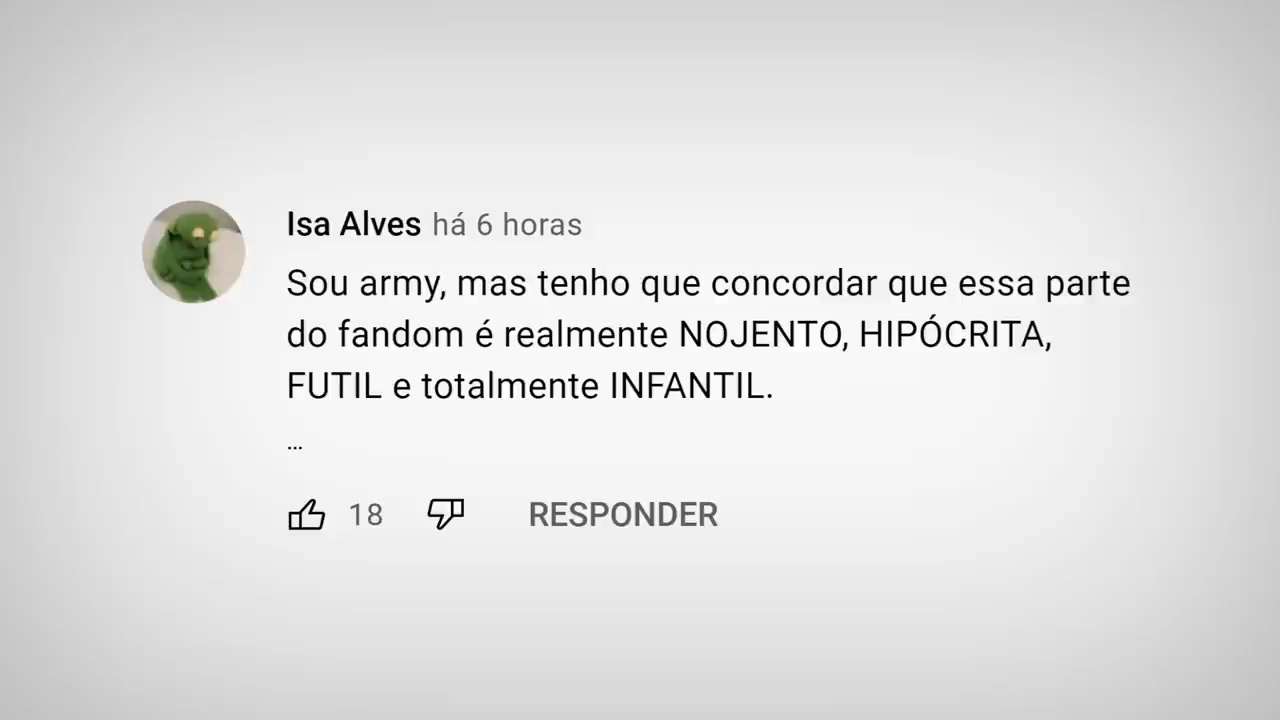 Isa Alves há 6 horas
Sou army, mas tenho que concordar que essa parte
do fandom é realmente NOJENTO, HIPÓCRITA,
FUTIL e totalmente INFANTIL.
...
18 RESPONDER